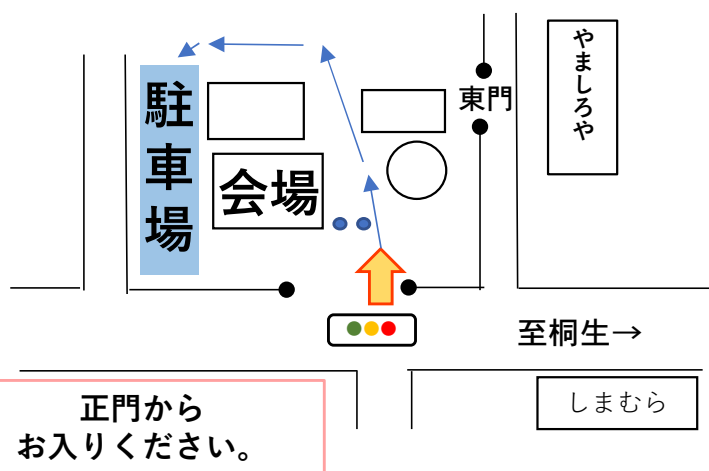 やましろや
東門
駐車場
会場
至桐生→
しまむら
正門から
お入りください。